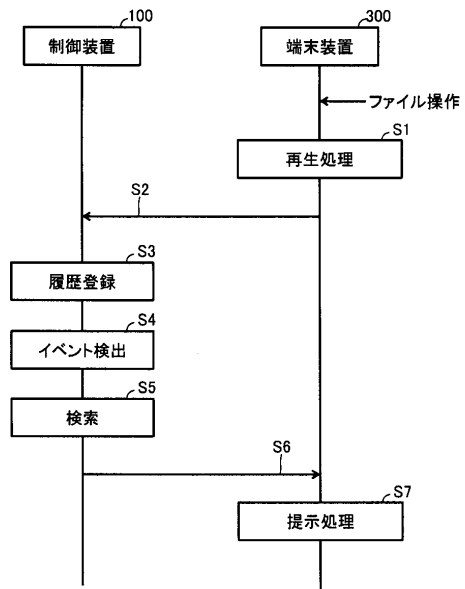 100
300
制御装置
端末装置
ファイル操作
S1
再生処理
S2
S3
履歴登録
S4
イベント検出
S5
検索
S6
S7
提示処理